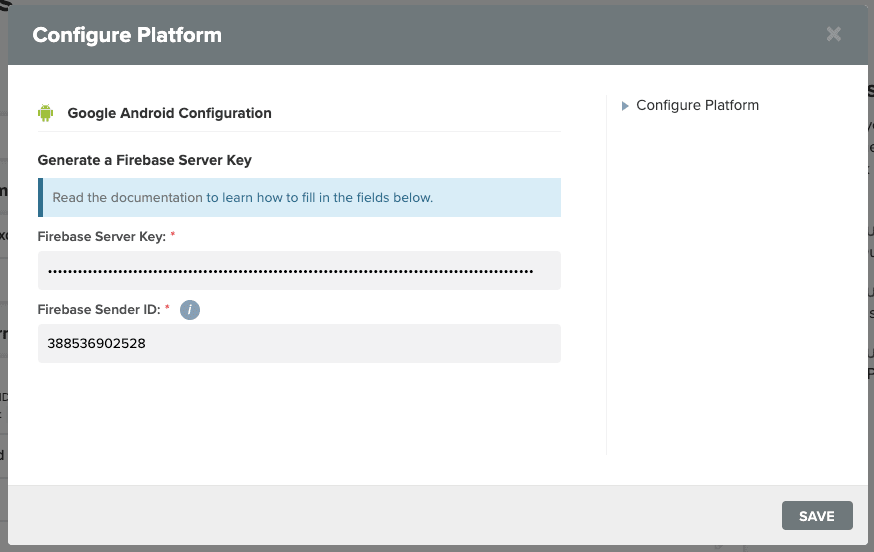 Configure Platform
Google Android Configuration
Configure Platform
Generate a Firebase Server Key
Read the documentation to learn how to fill in the fields below.
Firebase Server Key: *
Firebase Sender ID: * i
388536902528
SAVE